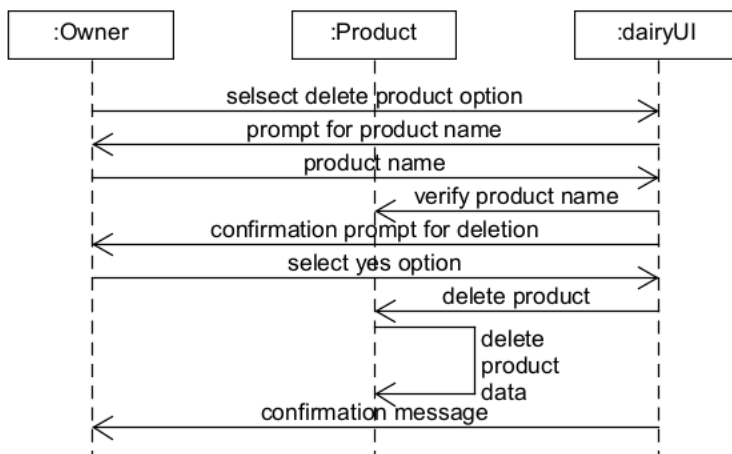 :Owner
:Product
:dairyUI
selsect delete product option
prompt for product name
product name
verify product name
confirmation prompt for deletion
select yes option
delete product
delete
product
data
confirmation message